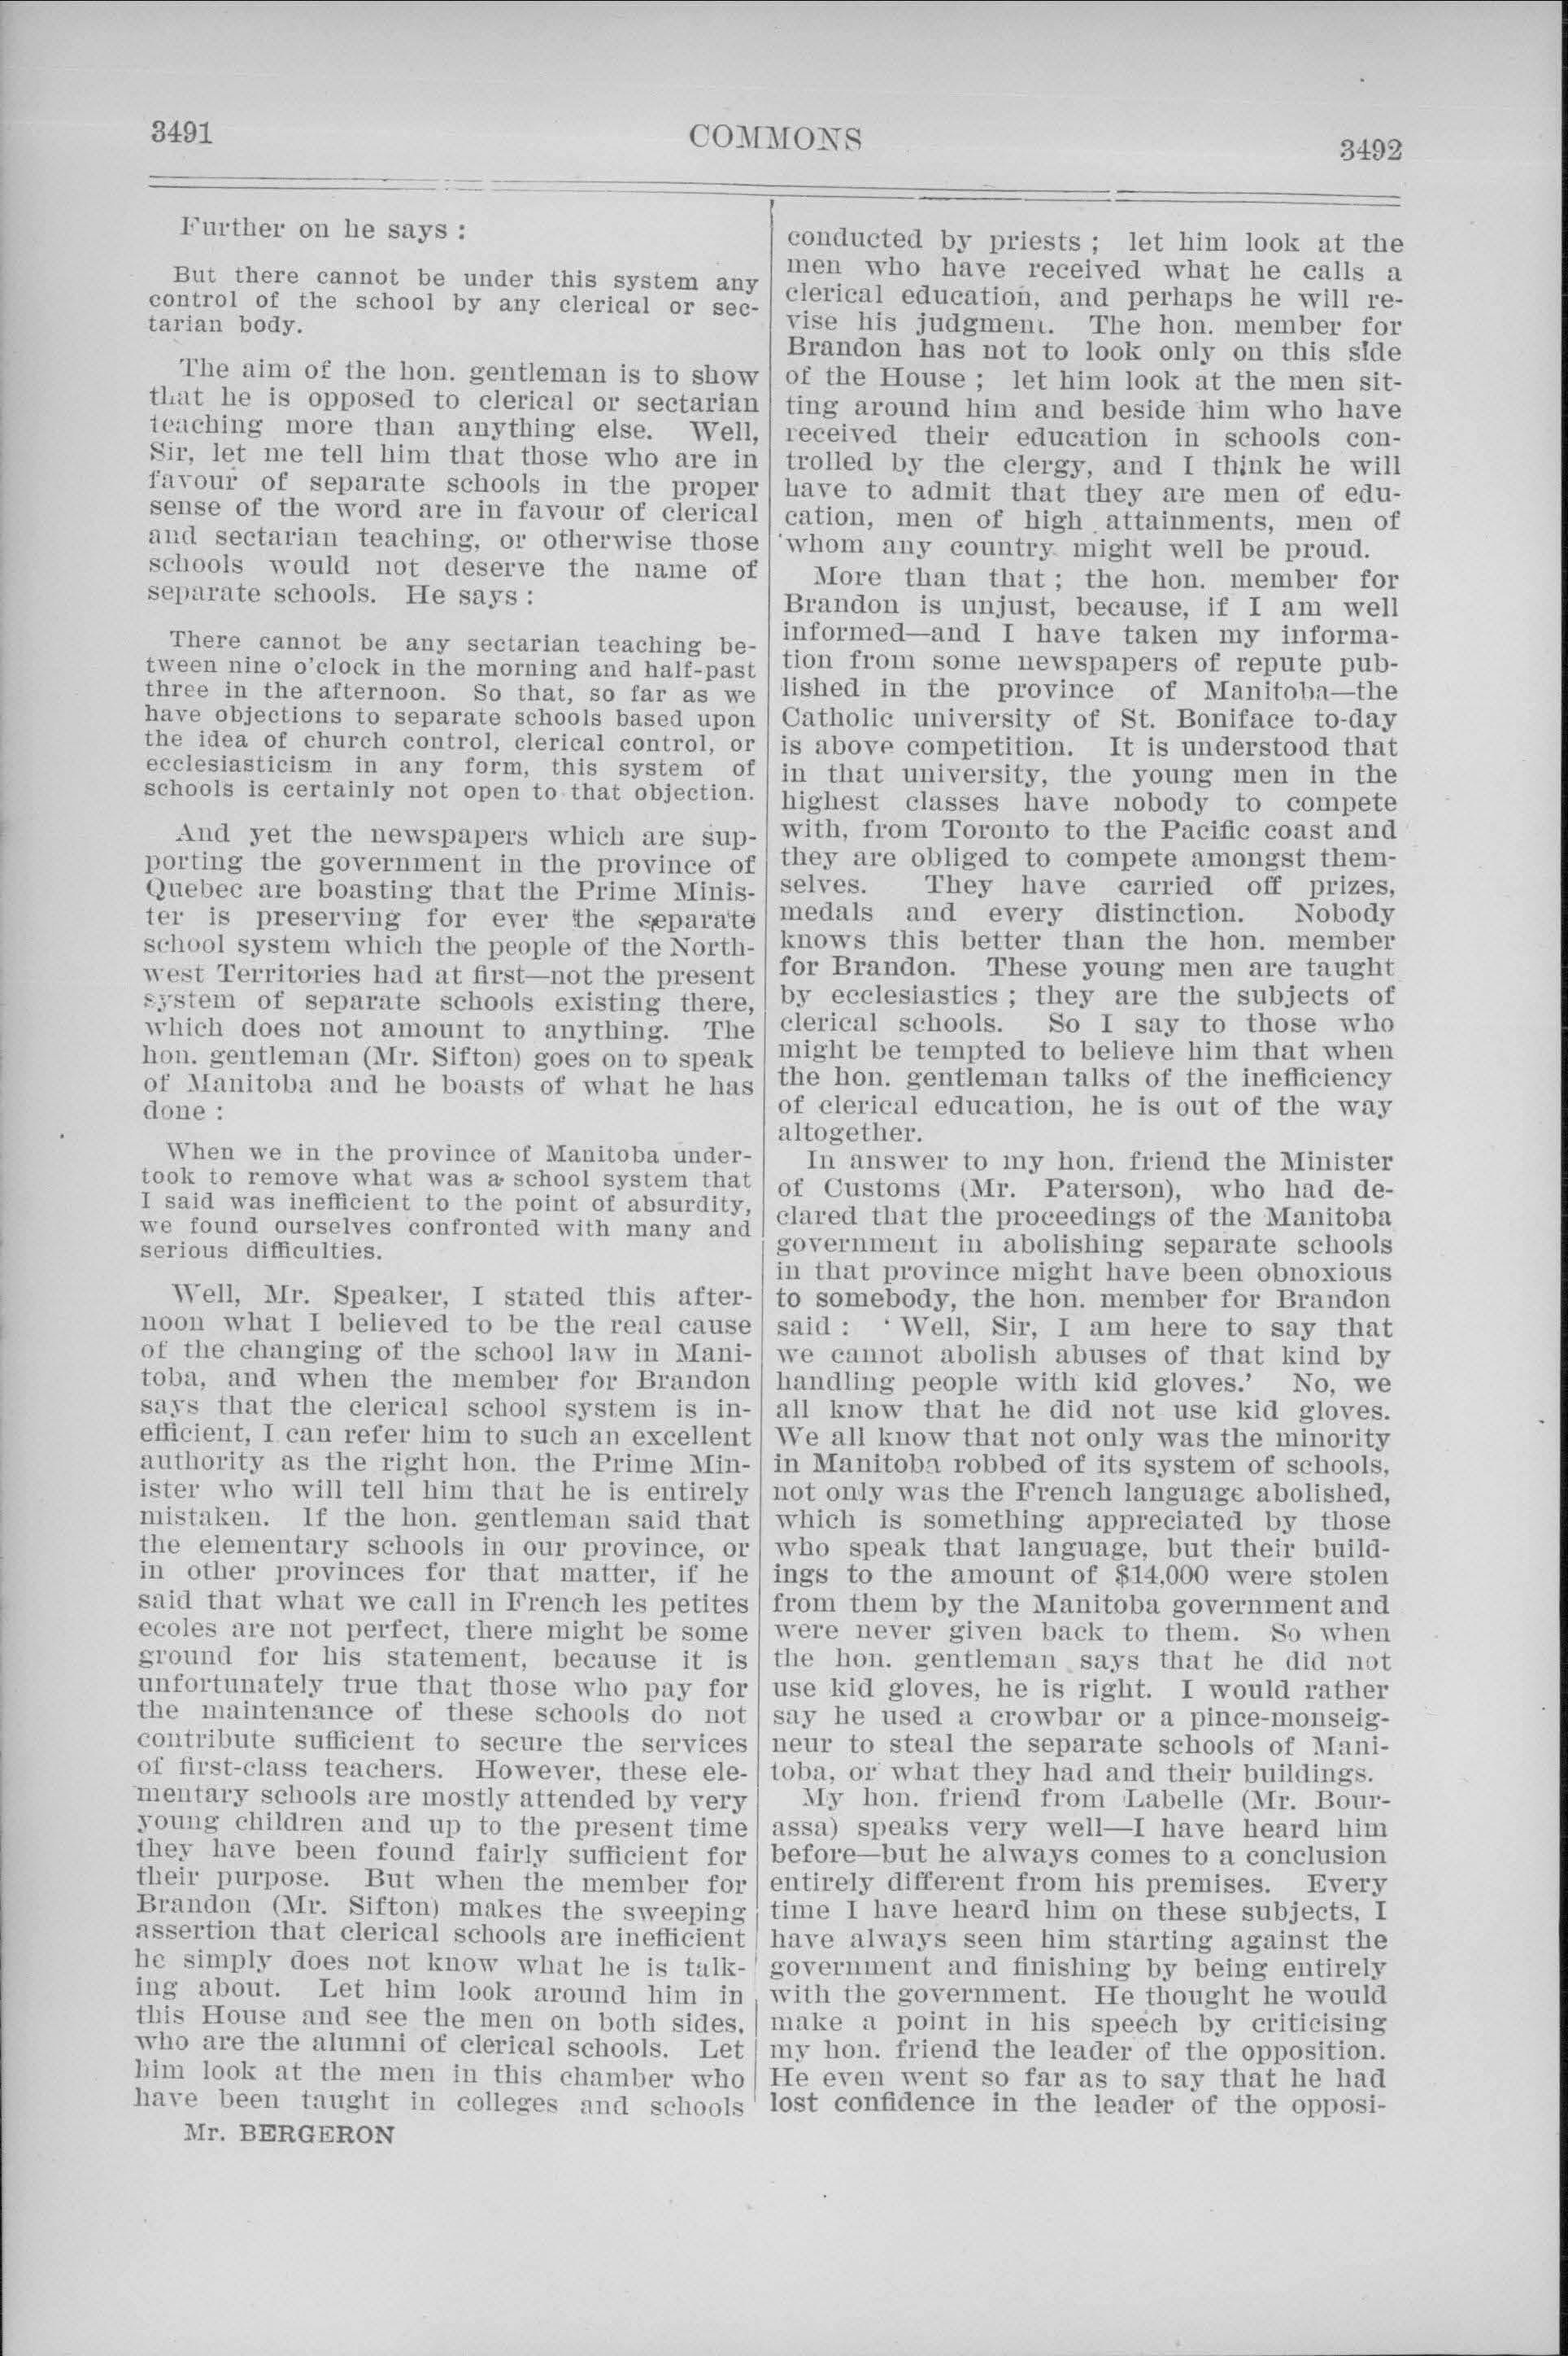 3491
COMMONS
3492
Further on he says :
But there cannot be under this system any
control of the school by any clerical or sec-
tarian body.
The aim of the hon. gentleman is to show
that he is opposed to clerical or sectarian
teaching more than anything else. Well,
Sir, let me tell him that those who are in
favour of separate schools in the proper
sense of the word are in favour of clerical
and sectarian teaching, or otherwise those
schools would not deserve the name of
separate schools. He says :
There cannot be any sectarian teaching be-
tween nine o'clock in the morning and half-past
three in the afternoon. So that, so far as we
have objections to separate schools based upon
the idea of church control, clerical control, or
ecclesiasticism in any form, this system of
schools is certainly not open to that objection.
And yet the newspapers which are sup-
porting the government in the province of
Quebec are boasting that the Prime Minis-
ter is preserving for ever the separate
school system which the people of the North-
west Territories had at first—not the present
system of separate schools existing there,
which does not amount to anything. The
hon. gentleman (Mr. Sifton) goes on to speak
of Manitoba and he boasts of what he has
done :
When we in the province of Manitoba under-
took to remove what was a school system that
I said was inefficient to the point of absurdity,
we found ourselves confronted with many and
serious difficulties.
Well, Mr. Speaker, I stated this after-
noon what I believed to be the real cause
of the changing of the school law in Mani-
toba, and when the member for Brandon
says that the clerical school system is in-
efficient, I can refer him to such an excellent
authority as the right hon. the Prime Min-
ister who will tell him that he is entirely
mistaken. If the hon. gentleman said that
the elementary schools in our province, or
in other provinces for that matter, if he
said that what we call in French les petites
ecoles are not perfect, there might be some
ground for his statement, because it is
unfortunately true that those who pay for
the maintenance of these schools do not
contribute sufficient to secure the services
of first-class teachers. However, these ele-
mentary schools are mostly attended by very
young children and up to the present time
they have been found fairly sufficient for
their purpose. But when the member for
Brandon (Mr. Sifton) makes the sweeping
assertion that clerical schools are inefficient
he simply does not know what he is talk-
ing about. Let him look around him in
this House and see the men on both sides,
who are the alumni of clerical schools. Let
him look at the men in this chamber who
have been taught in colleges and schools
Mr. BERGERON
conducted by priests ; let him look at the
men who have received what he calls a
clerical education, and perhaps he will re-
vise his judgment. The hon. member for
Brandon has not to look only on this side
of the House ; let him look at the men sit-
ting around him and beside him who have
received their education in schools con-
trolled by the clergy, and I think he will
have to admit that they are men of edu-
cation, men of high attainments, men of
whom any country might well be proud.
More than that ; the hon. member for
Brandon is unjust, because, if I am well
informed—and I have taken my informa-
tion from some newspapers of repute pub-
lished in the province of Manitoba—the
Catholic university of St. Boniface to-day
is above competition. It is understood that
in that university, the young men in the
highest classes have nobody to compete
with, from Toronto to the Pacific coast and
they are obliged to compete amongst them-
selves. They have carried off prizes,
medals and every distinction. Nobody
knows this better than the hon. member
for Brandon. These young men are taught
by ecclesiastics ; they are the subjects of
clerical schools. So I say to those who
might be tempted to believe him that when
the hon. gentleman talks of the inefficiency
of clerical education, he is out of the way
altogether.
In answer to my hon. friend the Minister
of Customs (Mr. Paterson), who had de-
clared that the proceedings of the Manitoba
government in abolishing separate schools
in that province might have been obnoxious
to somebody, the hon. member for Brandon
said : ‘ Well, Sir, I am here to say that
we cannot abolish abuses of that kind by
handling people with kid gloves.’ No, we
all know that he did not use kid gloves.
We all know that not only was the minority
in Manitoba robbed of its system of schools,
not only was the French language abolished,
which is something appreciated by those
who speak that language, but their build-
ings to the amount of $14,000 were stolen
from them by the Manitoba government and
were never given back to them. So when
the hon. gentleman says that he did not
use kid gloves, he is right. I would rather
say he used a crowbar or a pince-monseig-
neur to steal the separate schools of Mani-
toba, or what they had and their buildings.
My hon. friend from Labelle (Mr. Bour-
assa) speaks very well—I have heard him
before—but he always comes to a conclusion
entirely different from his premises. Every
time I have heard him on these subjects, I
have always seen him starting against the
government and finishing by being entirely
with the government. He thought he would
make a point in his speech by criticising
my hon. friend the leader of the opposition.
He even went so far as to say that he had
lost confidence in the leader of the opposi-